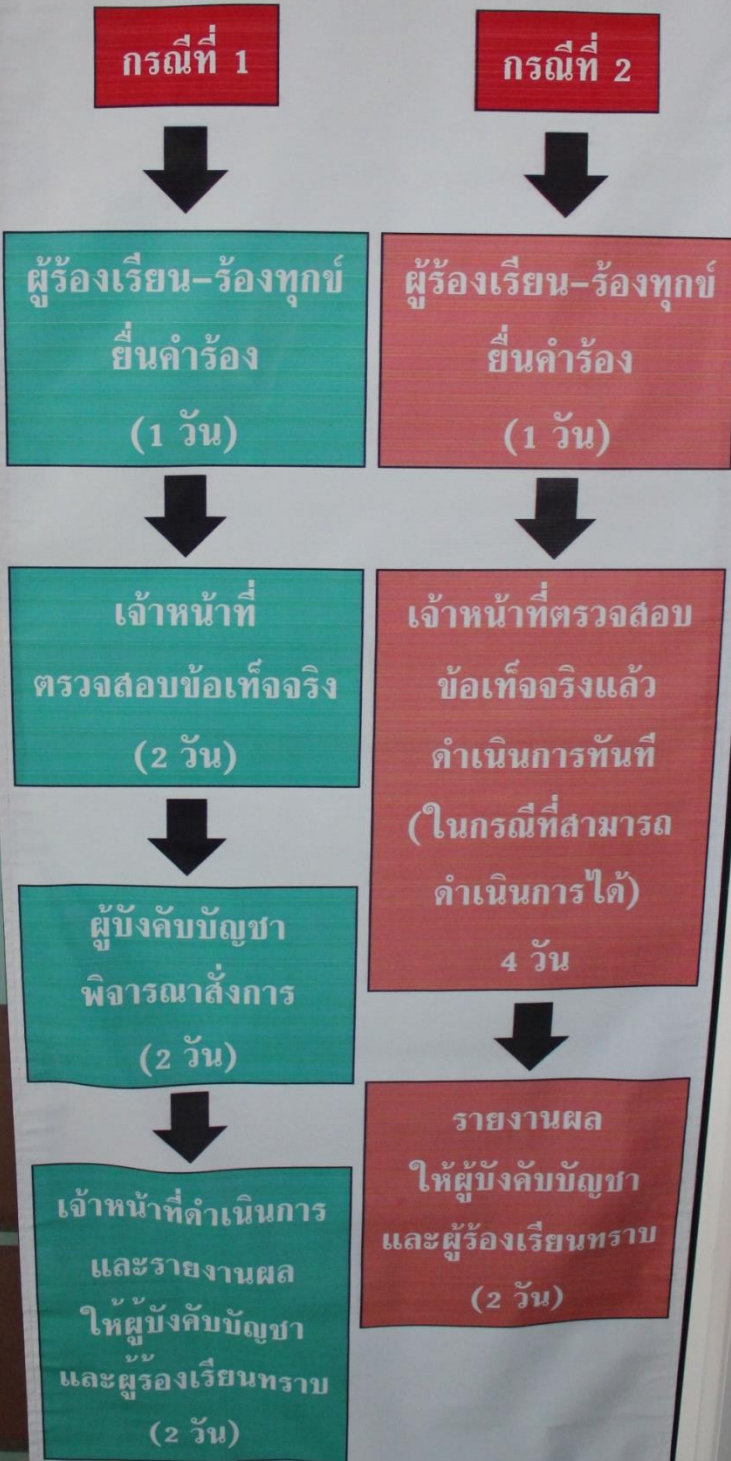 กรณีที่ 1
ผู้ร้องเรียน-ร้องทุกข์
ยื่นคำร้อง
(1 วัน)
เจ้าหน้าที่
ตรวจสอบข้อเท็จจริง
(2 วัน)
ผู้บังคับบัญชา
พิจารณาสั่งการ
(2 วัน)
เจ้าหน้าที่ดำเนินการ
และรายงานผล
ให้ผู้บังคับบัญชา
และผู้ร้องเรียนทราบ
(2 วัน)
กรณีที่ 2
ผู้ร้องเรียน-ร้องทุกข์
ยื่นคำร้อง
(1 วัน)
เจ้าหน้าที่ตรวจสอบ
ข้อเท็จจริงแล้ว
ดำเนินการทันที
(ในกรณีที่สามารถ
ดำเนินการได้)
4 วัน
รายงานผล
ให้ผู้บังคับบัญชา
และผู้ร้องเรียนทราบ
(2 วัน)